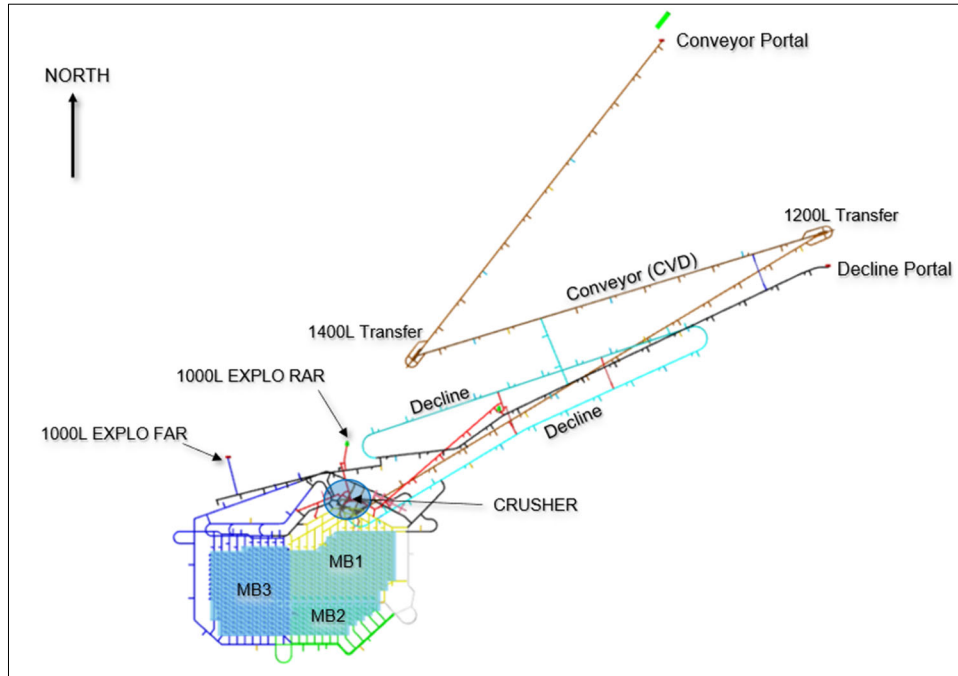 Conveyor Portal
NORTH
1200L Transfer
Conveyor (CVD)
Decline Portal
1400L Transfer
1000L EXPLO RAR
Decline
1000L EXPLO FAR
Decline
CRUSHER
MB1
MB3
MB2